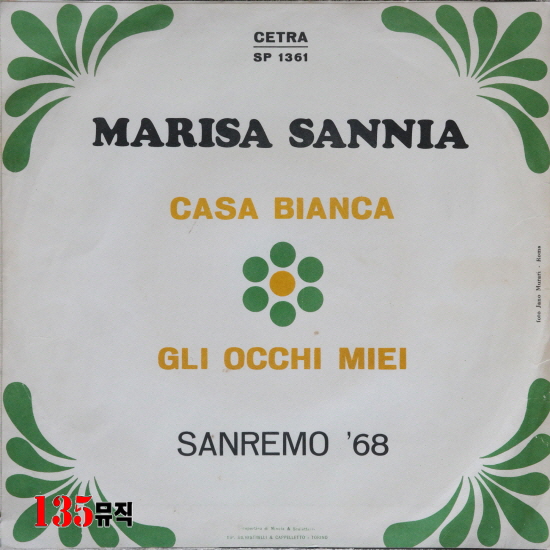 CETRA
SP 1361
MARISA SANNIA
CASA BIANCA
GLI OCCHI MIEI
SANREMO '68
135뮤직